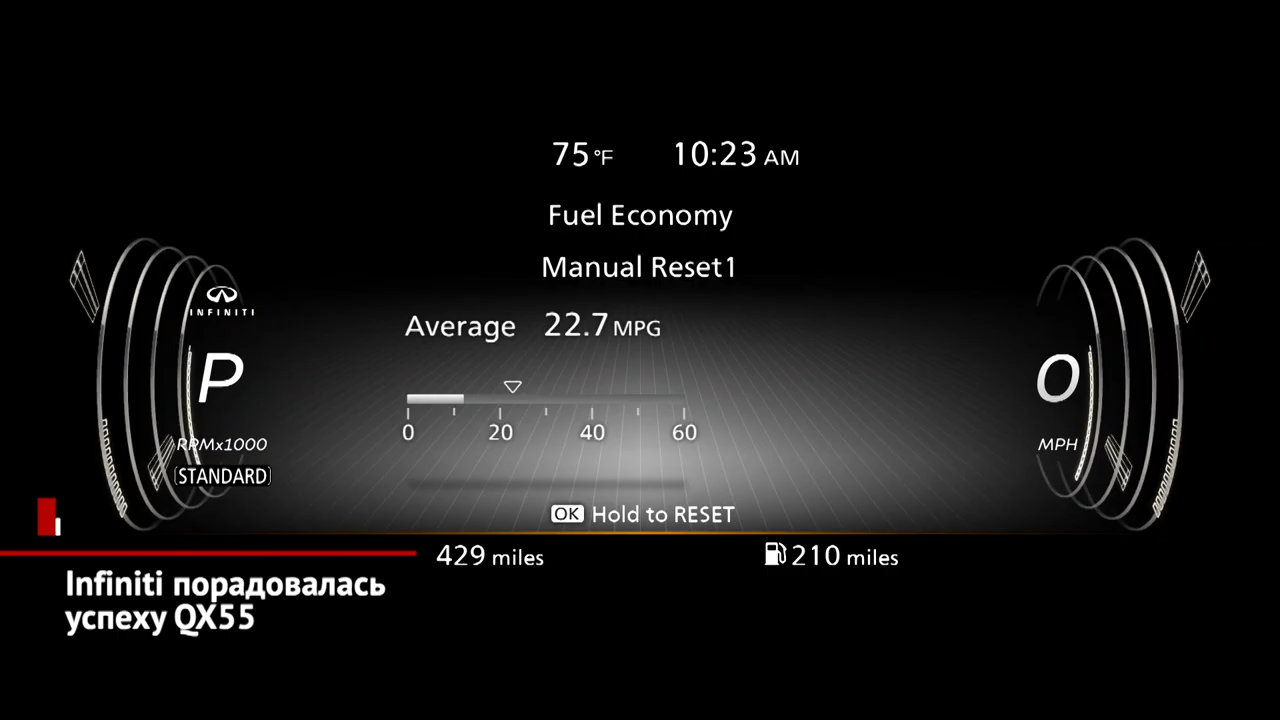 75 °F 10:23 AM
Fuel Economy
Manual Reset1
INFINITI
Average 22.7 MPG
P
0
0 20 40 60
RPMx1000
MPH
STANDARD
OK Hold to RESET
429 miles
210 miles
Infiniti порадовалась
успеху QX55